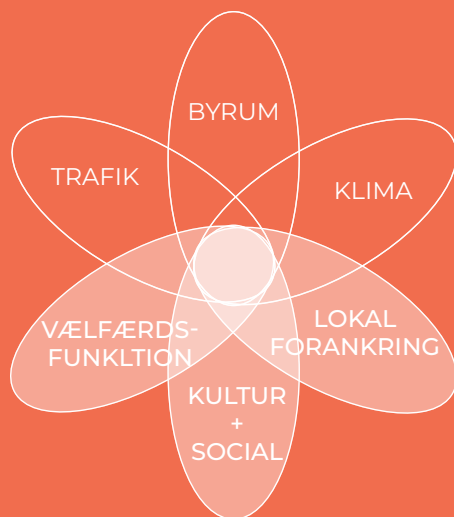 BYRUM
TRAFIK
KLIMA
VÆLFÆRDS-
FUNKLTION
LOKAL
FORANKRING
KULTUR
+
SOCIAL